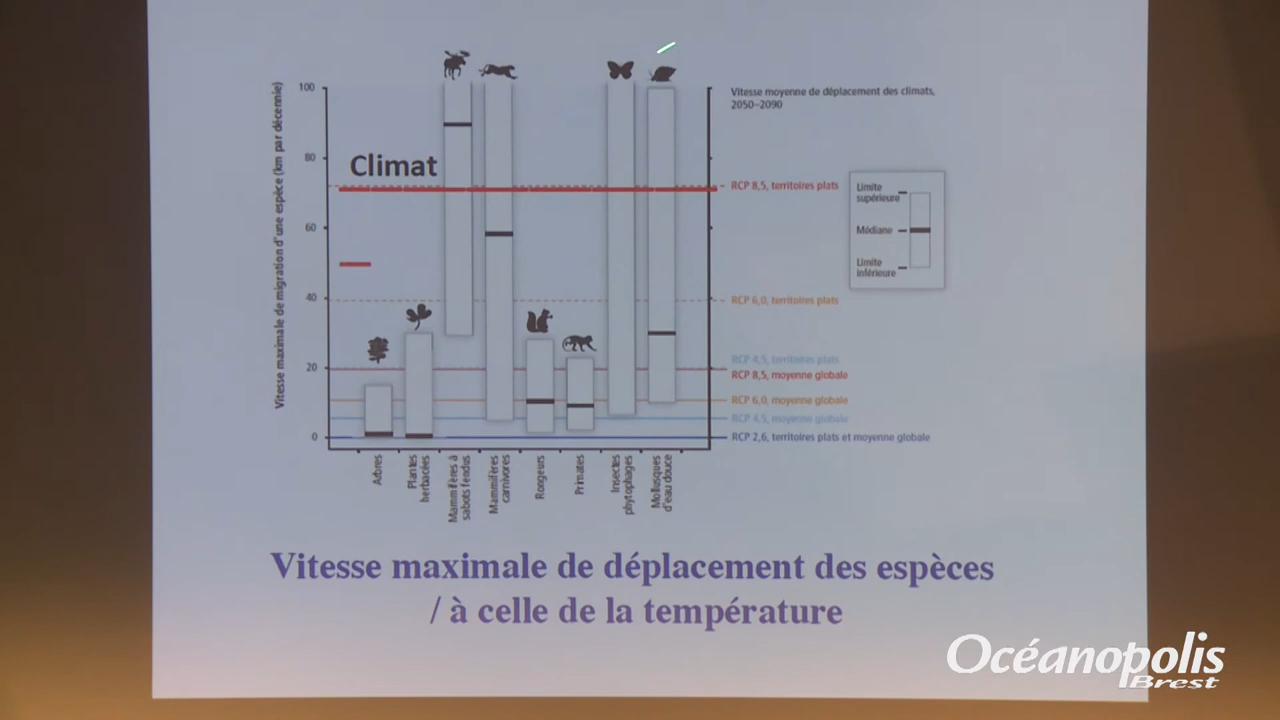 Vitesse maximale de migration d'une espèce (km par décennie)
100
80
60
40
20
0
Climat
Vitesse moyenne de déplacement des climats,
2050–2090
RCP 8,5, territoires plats
RCP 6,0, territoires plats
RCP 4,5, territoires plats
RCP 8,5, moyenne globale
RCP 6,0, moyenne globale
RCP 4,5, moyenne globale
RCP 2,6, territoires plats et moyenne globale
Limite
supérieure
Médiane
Limite
inférieure
Arbres
Plantes
herbacées
Mammifères à
sabots fendus
Mammifères
carnivores
Rongeurs
Primates
Insectes
phytophages
Mollusques
d'eau douce
Vitesse maximale de déplacement des espèces
/ à celle de la température
Océanopolis
Brest